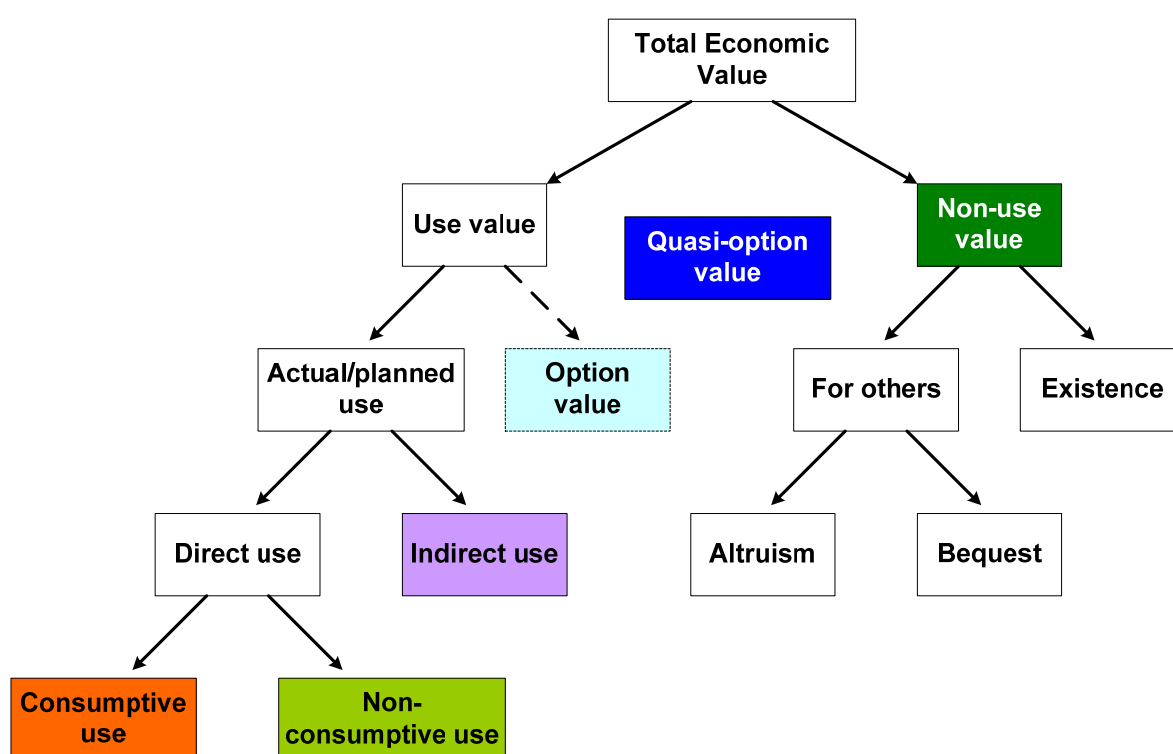 Total Economic
Value
Use value
Quasi-option
value
Non-use
value
Actual/planned
use
Option
value
For others
Existence
Direct use
Indirect use
Altruism
Bequest
Consumptive
use
Non-
consumptive use